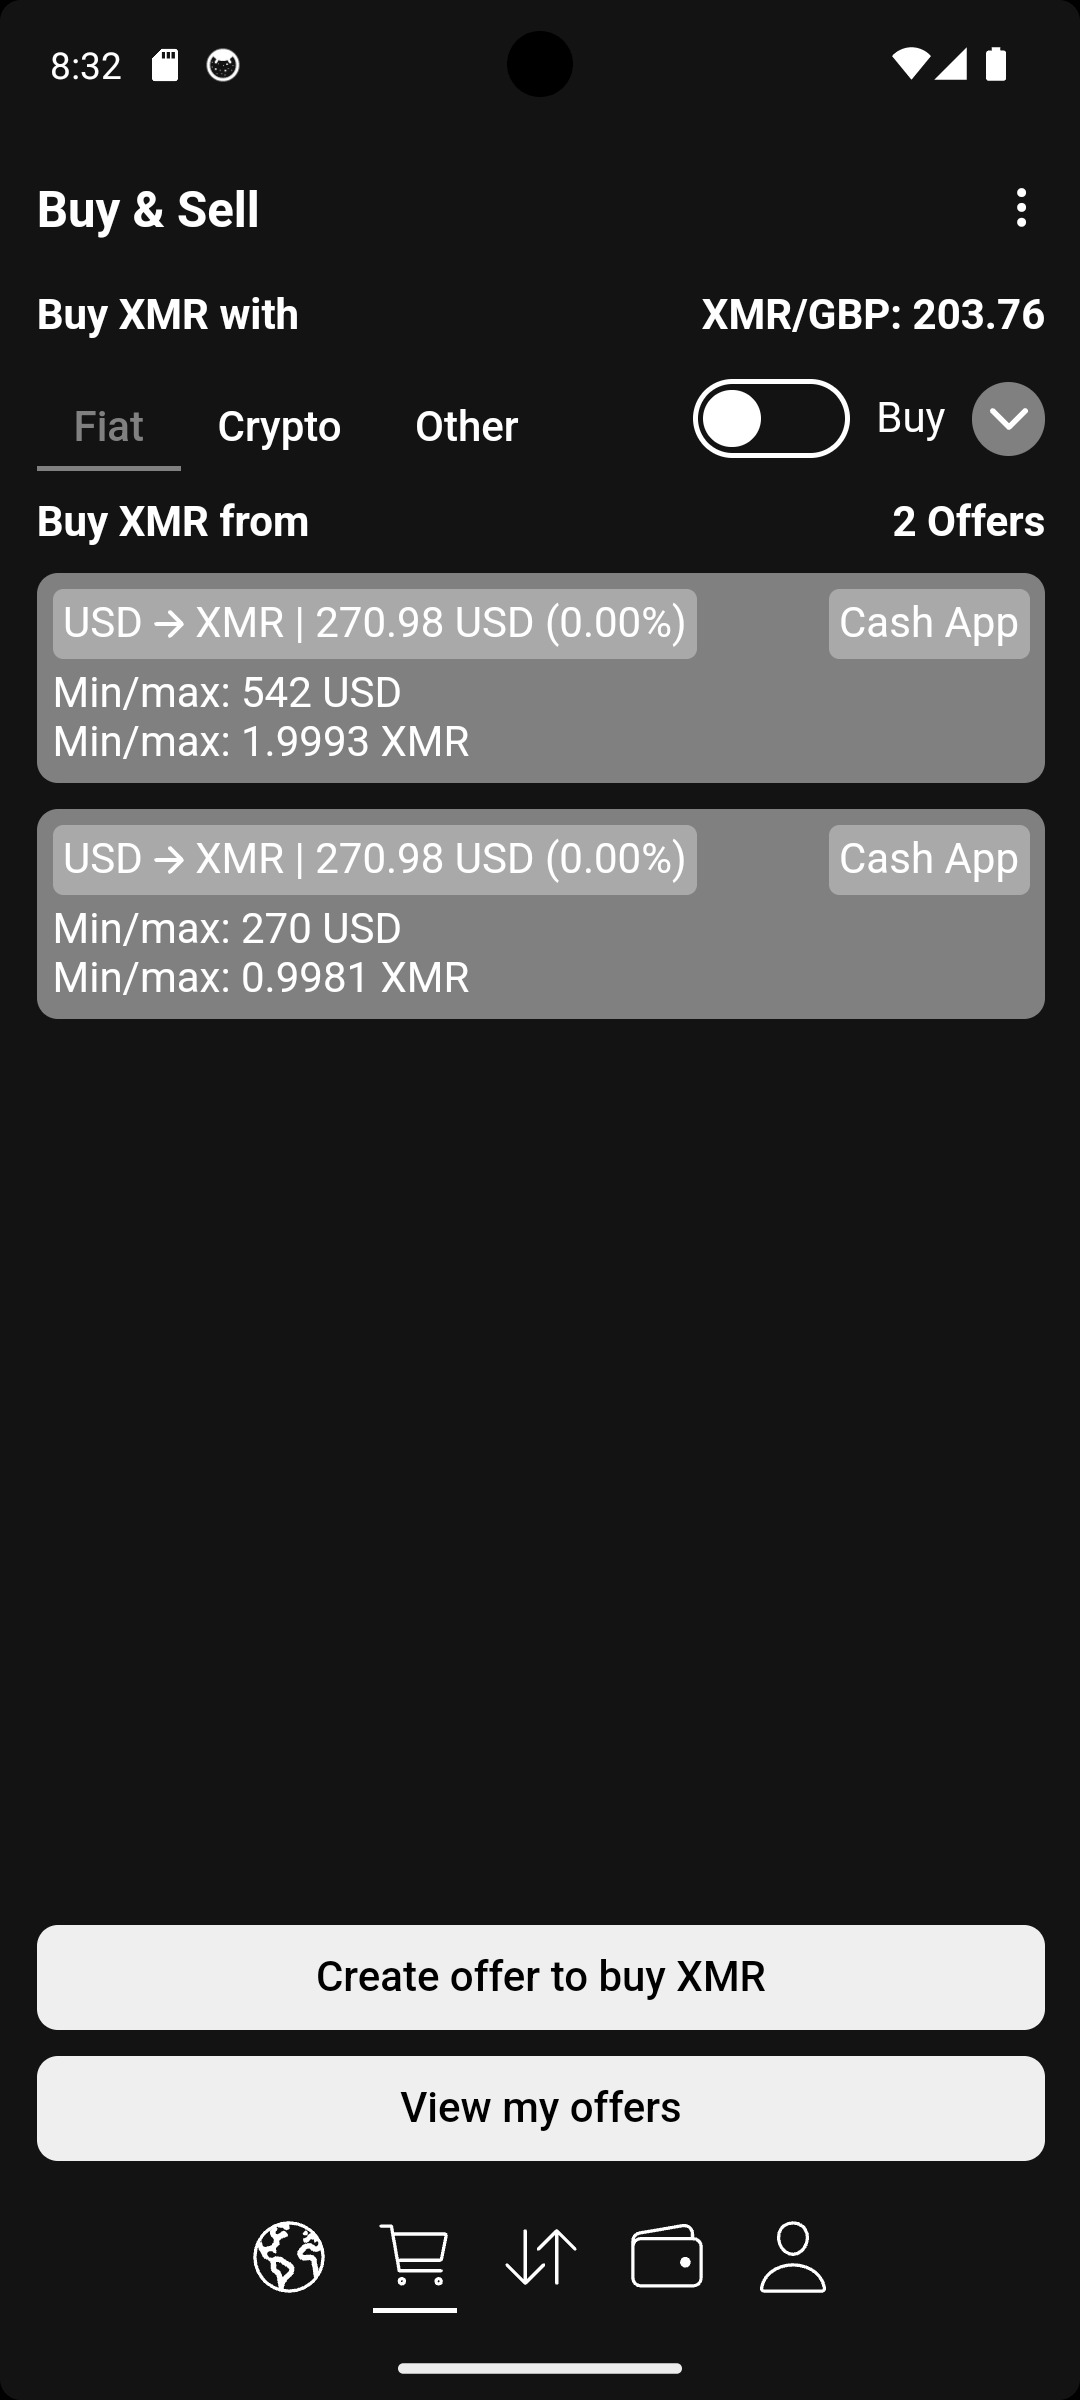 8:32
Buy & Sell
Buy XMR with
XMR/GBP: 203.76
Fiat
Crypto
Other
Buy
Buy XMR from
2 Offers
USD → XMR | 270.98 USD (0.00%)
Cash App
Min/max: 542 USD
Min/max: 1.9993 XMR
USD → XMR | 270.98 USD (0.00%)
Cash App
Min/max: 270 USD
Min/max: 0.9981 XMR
Create offer to buy XMR
View my offers